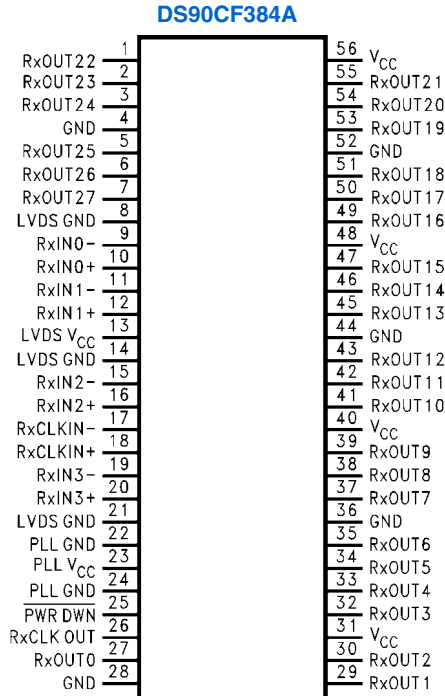 DS90CF384A
RxOUT22 1
RxOUT23 2
RxOUT24 3
GND 4
RxOUT25 5
RxOUT26 6
RxOUT27 7
LVDS GND 8
RxIN0- 9
RxIN0+ 10
RxIN1- 11
RxIN1+ 12
LVDS VCC 13
LVDS GND 14
RxIN2- 15
RxIN2+ 16
RxCLKIN- 17
RxCLKIN+ 18
RxIN3- 19
RxIN3+ 20
LVDS GND 21
PLL GND 22
PLL VCC 23
PLL GND 24
PWR DWN 25
RxCLK OUT 26
RxOUT0 27
GND 28
56 VCC
55 RxOUT21
54 RxOUT20
53 RxOUT19
52 GND
51 RxOUT18
50 RxOUT17
49 RxOUT16
48 VCC
47 RxOUT15
46 RxOUT14
45 RxOUT13
44 GND
43 RxOUT12
42 RxOUT11
41 RxOUT10
40 VCC
39 RxOUT9
38 RxOUT8
37 RxOUT7
36 GND
35 RxOUT6
34 RxOUT5
33 RxOUT4
32 RxOUT3
31 VCC
30 RxOUT2
29 RxOUT1